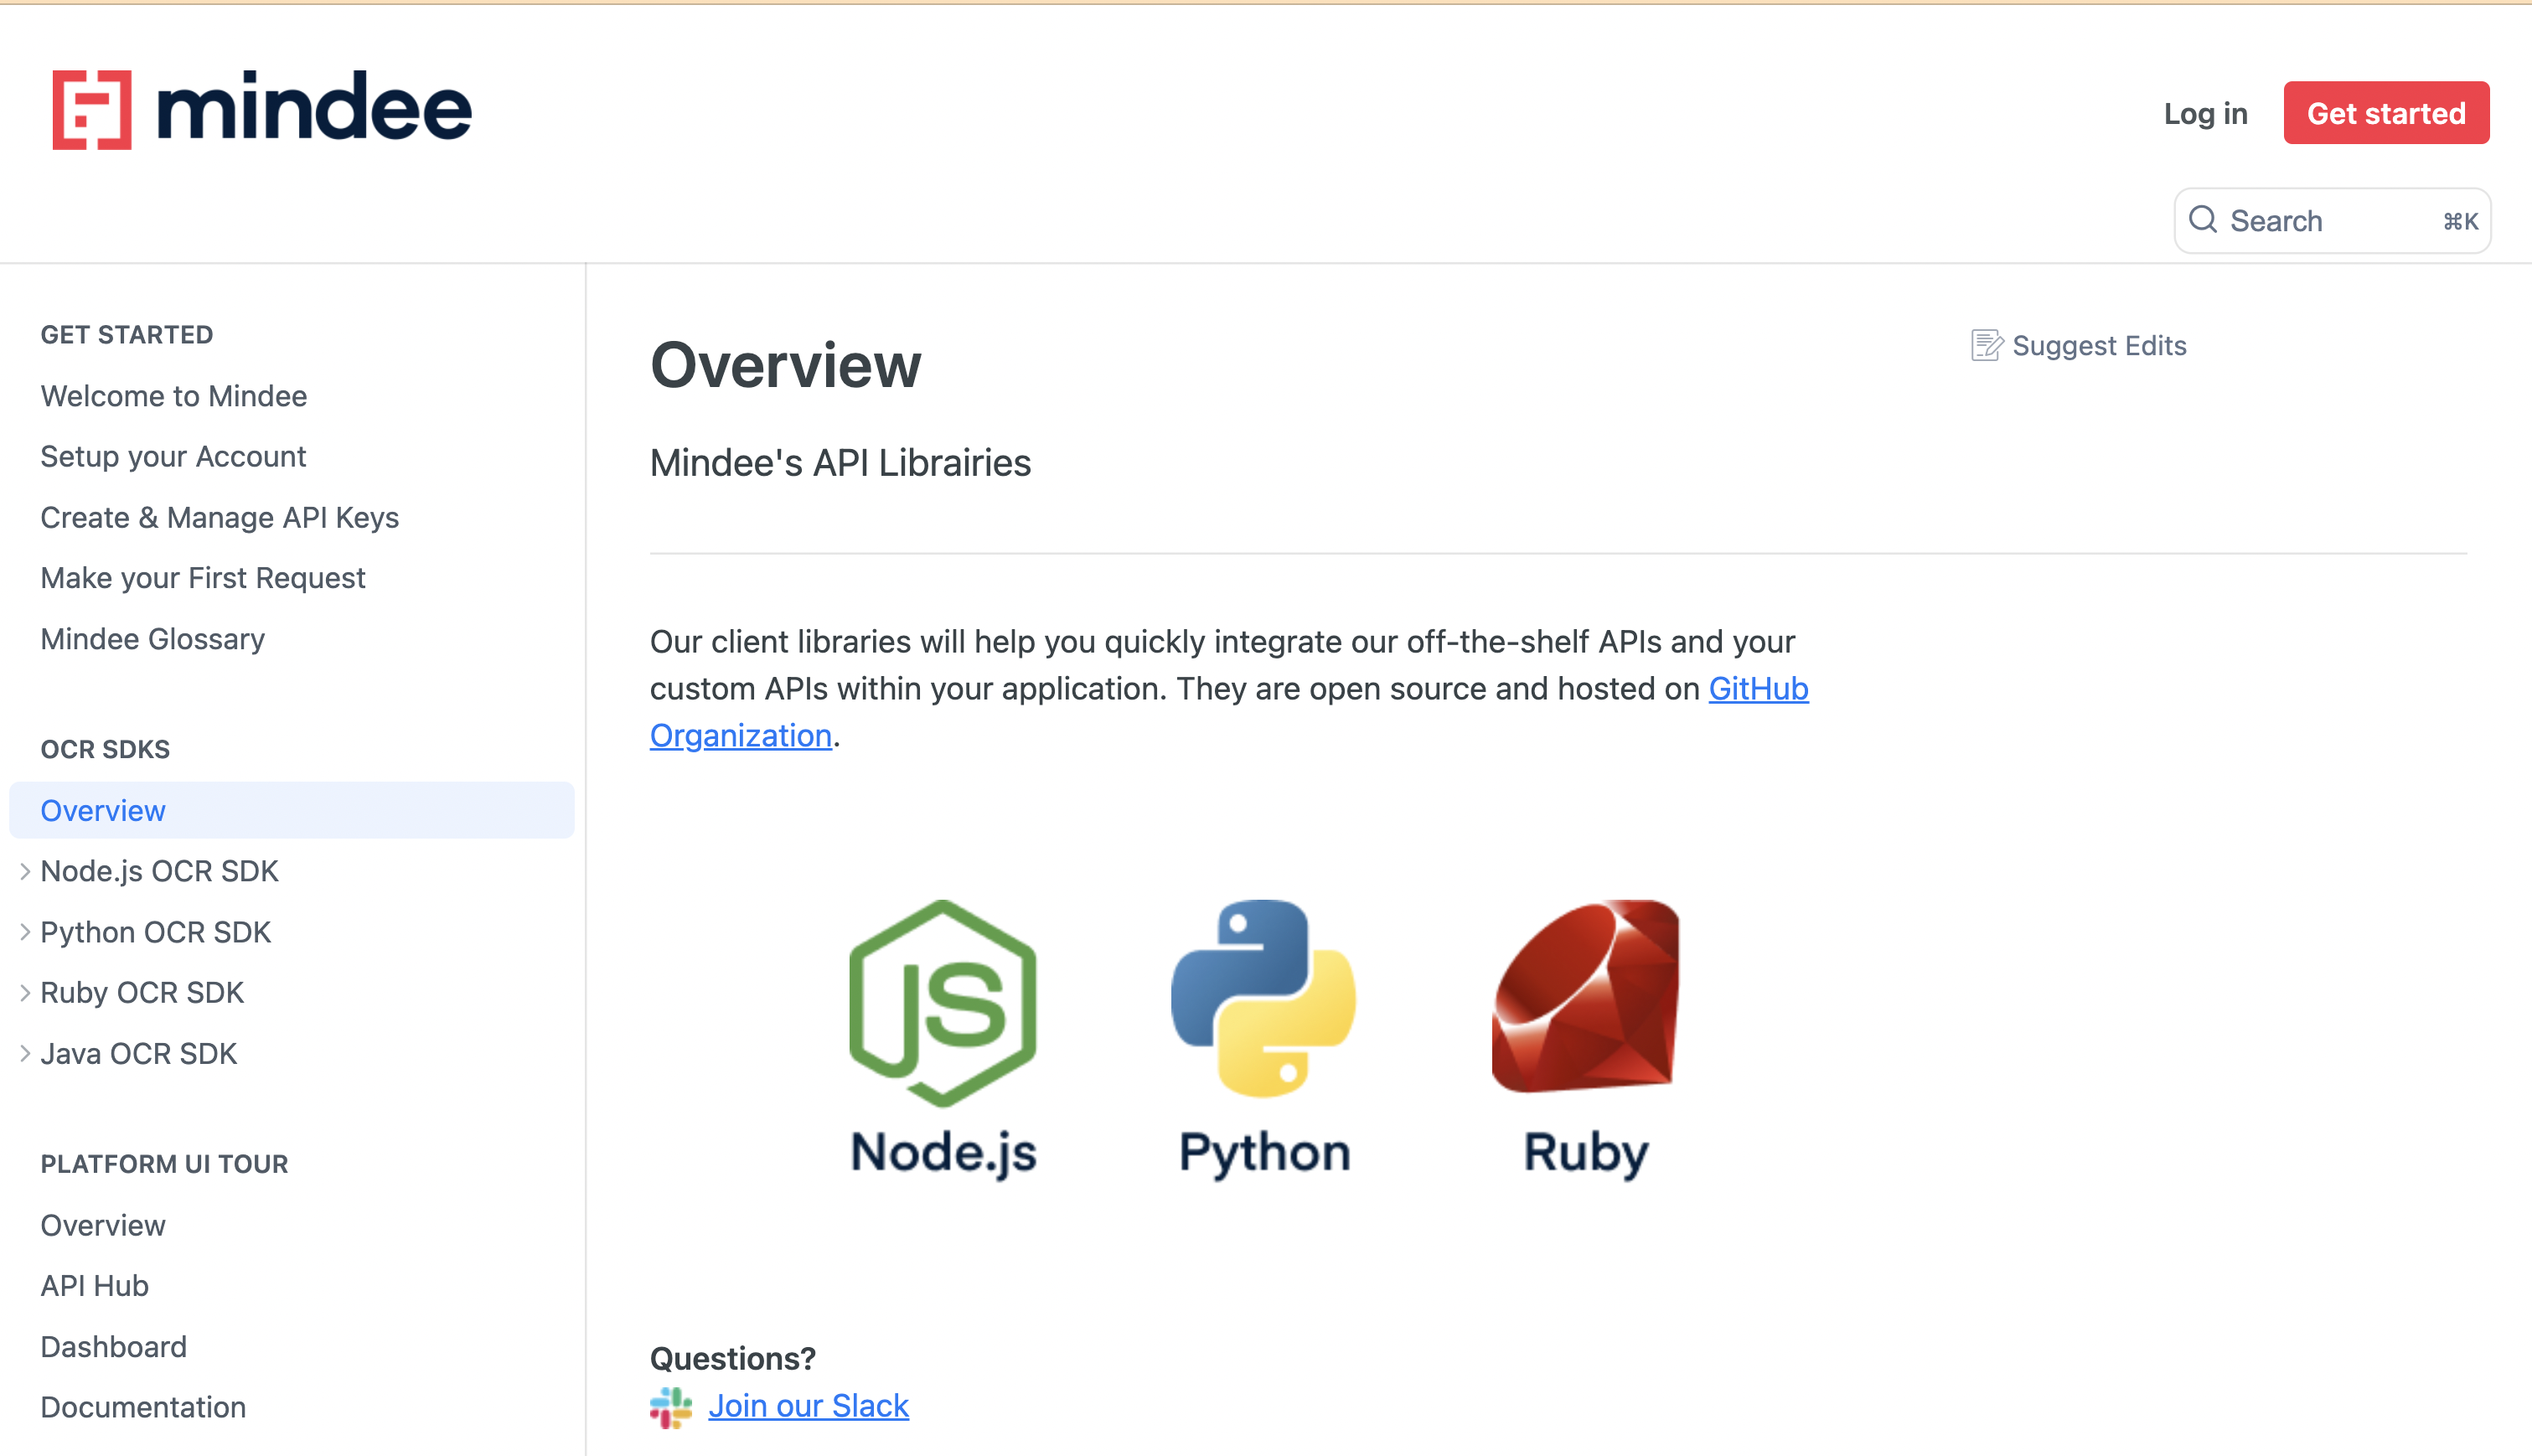 mindee
Log in
Get started
Search
⌘K
GET STARTED
Welcome to Mindee
Setup your Account
Create & Manage API Keys
Make your First Request
Mindee Glossary
OCR SDKS
Overview
Node.js OCR SDK
Python OCR SDK
Ruby OCR SDK
Java OCR SDK
PLATFORM UI TOUR
Overview
API Hub
Dashboard
Documentation
Overview
Suggest Edits
Mindee's API Librairies
Our client libraries will help you quickly integrate our off-the-shelf APIs and your
custom APIs within your application. They are open source and hosted on GitHub
Organization.
JS
Node.js
Python
Ruby
Questions?
Join our Slack